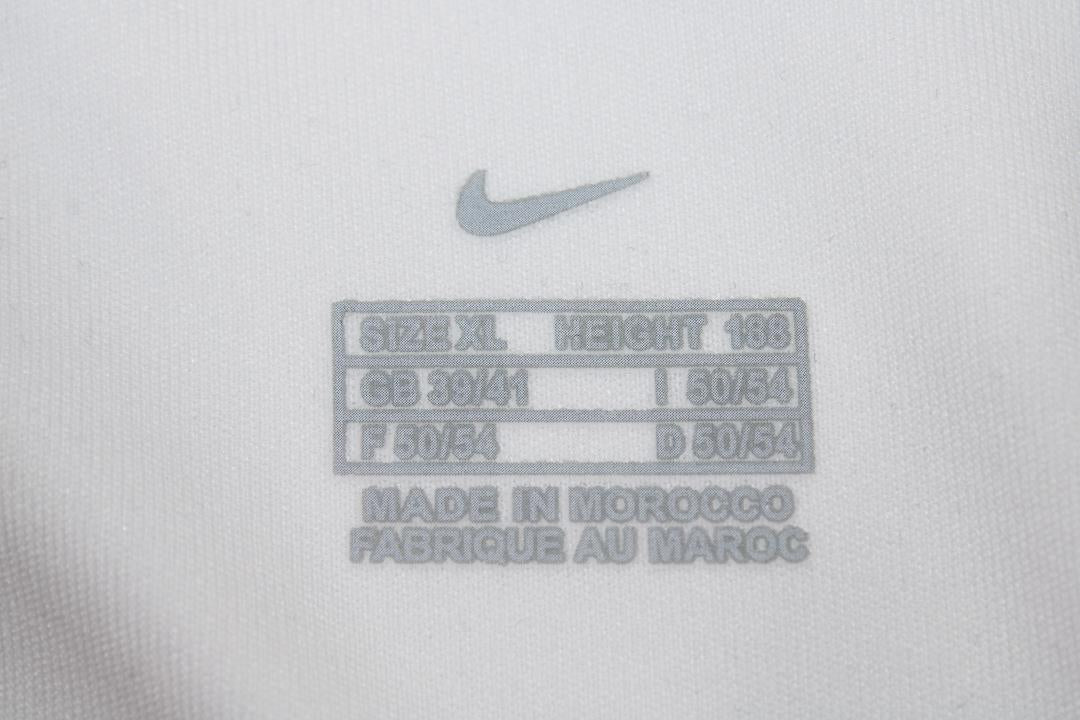 SIZE XL HEIGHT 188
GB 39/41 I 50/54
F 50/54 D 50/54
MADE IN MOROCCO
FABRIQUE AU MAROC